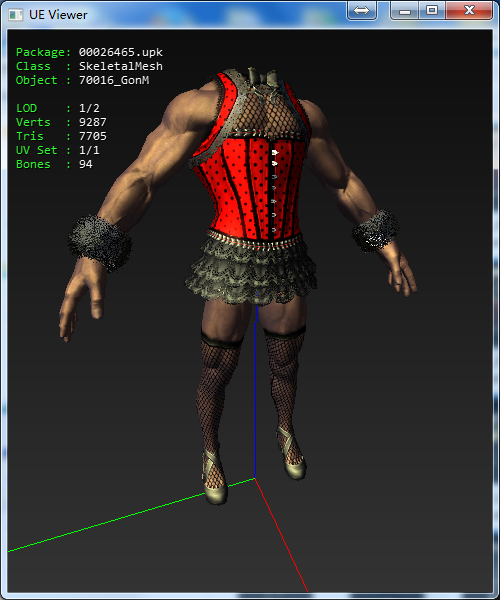 UE Viewer
Package: 00026465.upk
Class : SkeletalMesh
Object : 70016_GonM
LOD : 1/2
Verts : 9287
Tris : 7705
UV Set : 1/1
Bones : 94